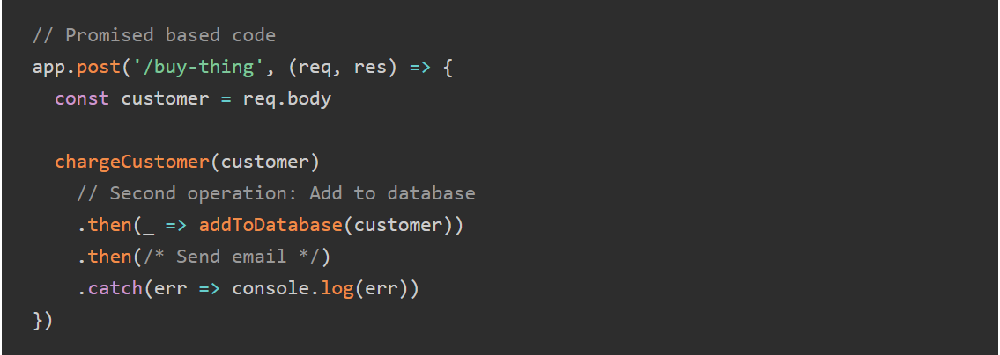 // Promised based code
app.post('/buy-thing', (req, res) => {
  const customer = req.body

  chargeCustomer(customer)
    // Second operation: Add to database
    .then(_ => addToDatabase(customer))
    .then(/* Send email */)
    .catch(err => console.log(err))
})